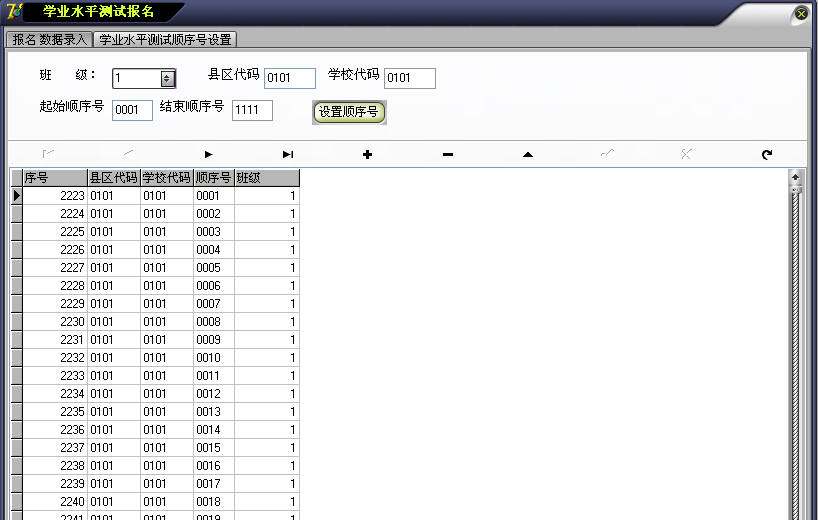 学业水平测试报名
报名 数据录入 学业水平测试顺序号设置
班 级： 1 县区代码 0101 学校代码 0101
起始顺序号 0001 结束顺序号 1111 设置顺序号
序号 县区代码 学校代码 顺序号 班级
2223 0101 0101 0001 1
2224 0101 0101 0002 1
2225 0101 0101 0003 1
2226 0101 0101 0004 1
2227 0101 0101 0005 1
2228 0101 0101 0006 1
2229 0101 0101 0007 1
2230 0101 0101 0008 1
2231 0101 0101 0009 1
2232 0101 0101 0010 1
2233 0101 0101 0011 1
2234 0101 0101 0012 1
2235 0101 0101 0013 1
2236 0101 0101 0014 1
2237 0101 0101 0015 1
2238 0101 0101 0016 1
2239 0101 0101 0017 1
2240 0101 0101 0018 1
2241 0101 0101 0019 1